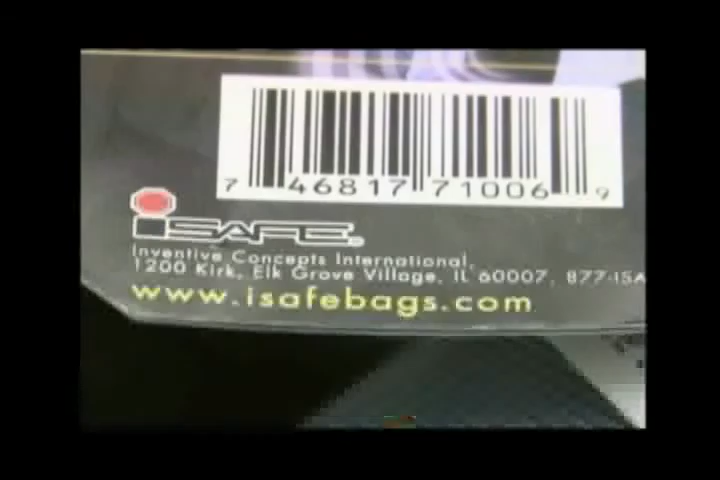 7 46817 71006 9
iSAFE
Inventive Concepts International,
1200 Kirk, Elk Grove Village, IL 60007, 877-ISA
www.isafebags.com